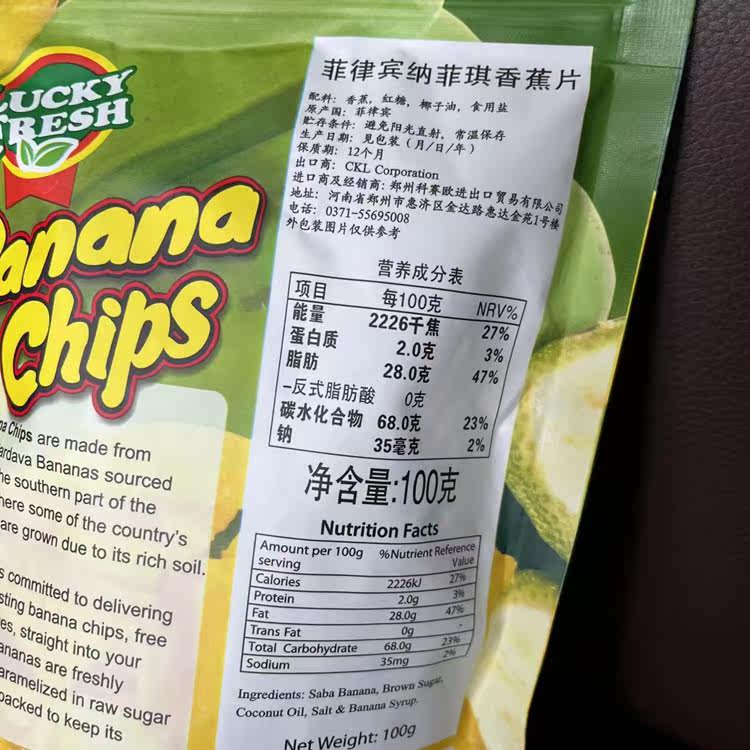 LUCKY
FRESH
Banana
Chips
Chips are made from
Bananas sourced
southern part of the
some of the country's
are grown due to its rich soil.
committed to delivering
banana chips, free
straight into your
are freshly
in raw sugar
packed to keep its
菲律宾纳菲琪香蕉片
配料: 香蕉, 红糖, 椰子油, 食用盐
原产国: 菲律宾
贮存条件: 避免阳光直射, 常温保存
生产日期: 见包装 (月/日/年)
保质期: 12个月
出口商: CKL Corporation
进口商及经销商: 郑州科赛欧进出口贸易有限公司
地址: 河南省郑州市惠济区金达路惠达金苑1号楼
电话: 0371-55695008
外包装图片仅供参考
营养成分表
项目 每100克 NRV%
能量 2226千焦 27%
蛋白质 2.0克 3%
脂肪 28.0克 47%
-反式脂肪酸 0克
碳水化合物 68.0克 23%
钠 35毫克 2%
净含量:100克
Nutrition Facts
Amount per 100g serving %Nutrient Reference Value
Calories 2226kJ 27%
Protein 2.0g 3%
Fat 28.0g 47%
Trans Fat 0g -
Total Carbohydrate 68.0g 23%
Sodium 35mg 2%
Ingredients: Saba Banana, Brown Sugar,
Coconut Oil, Salt & Banana Syrup.
Net Weight: 100g